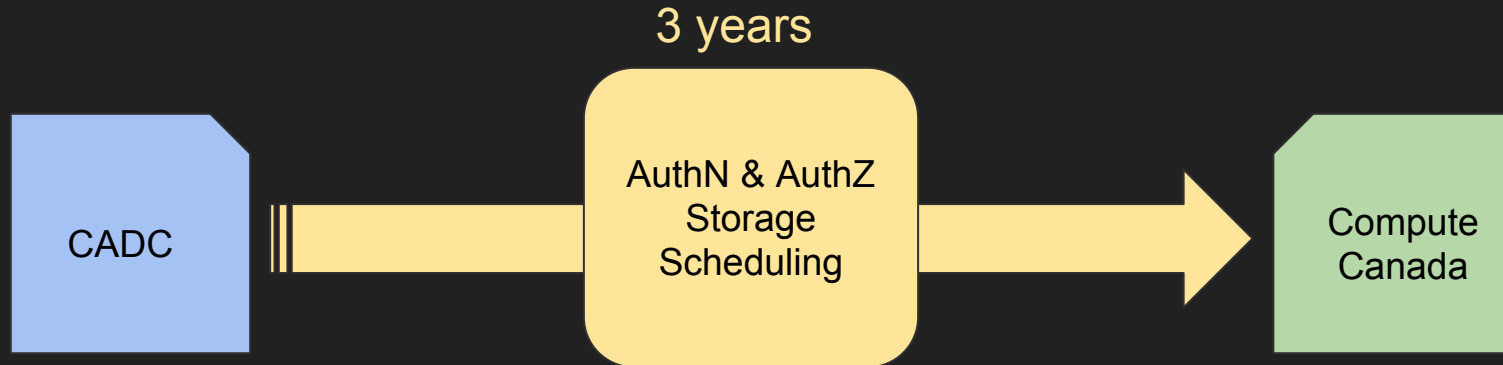 3 years
CADC
AuthN & AuthZ
Storage
Scheduling
Compute
Canada